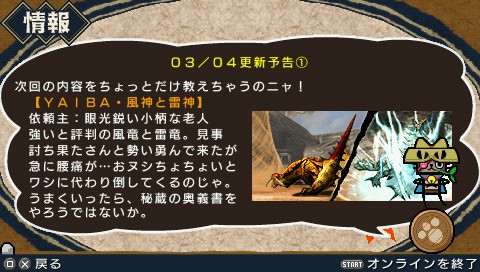 情報
03/04更新予告①
次回の内容をちょっとだけ教えちゃうのニャ!
【YAIBA・風神と雷神】
依頼主:眼光鋭い小柄な老人
強いと評判の風竜と雷竜。見事
討ち果たさんと勢い勇んで来たが
急に腰痛が…おヌシちょちょいと
ワシに代わり倒してくるのじゃ。
うまくいったら、秘蔵の奥義書を
やろうではないか。
□×戻る
START オンラインを終了